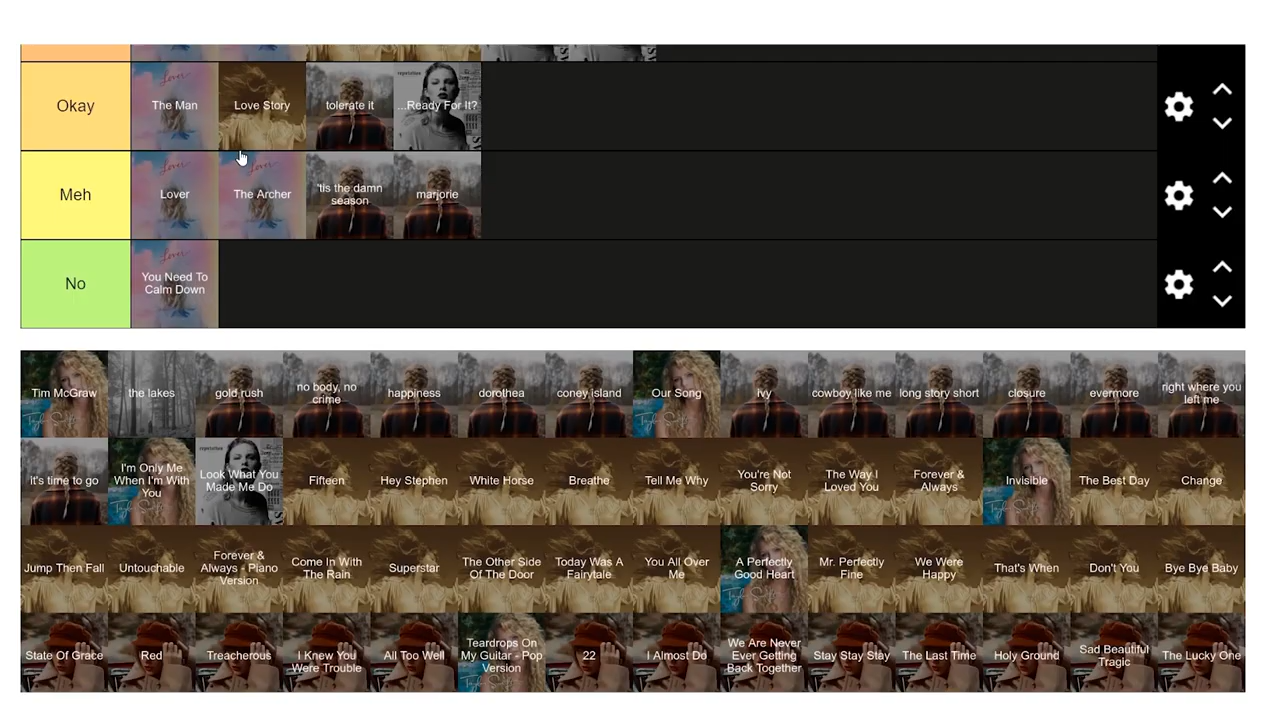 Okay
The Man
Love Story
tolerate it
reputation
...Ready For It?
Meh
Lover
Lover
The Archer
'tis the damn
season
marjorie
No
Lover
You Need To
Calm Down
Tim McGraw
the lakes
gold rush
no body, no
crime
happiness
dorothea
coney island
Our Song
ivy
cowboy like me
long story short
closure
evermore
right where you
left me
it's time to go
I'm Only Me
When I'm With
You
Look What You
Made Me Do
Fifteen
Hey Stephen
White Horse
Breathe
Tell Me Why
You're Not
Sorry
The Way I
Loved You
Forever &
Always
Invisible
The Best Day
Change
Jump Then Fall
Untouchable
Forever &
Always - Piano
Version
Come In With
The Rain
Superstar
The Other Side
Of The Door
Today Was A
Fairytale
You All Over
Me
A Perfectly
Good Heart
Mr. Perfectly
Fine
We Were
Happy
That's When
Don't You
Bye Bye Baby
State Of Grace
Red
Treacherous
I Knew You
Were Trouble
All Too Well
Teardrops On
My Guitar - Pop
Version
22
I Almost Do
We Are Never
Ever Getting
Back Together
Stay Stay Stay
The Last Time
Holy Ground
Sad Beautiful
Tragic
The Lucky One